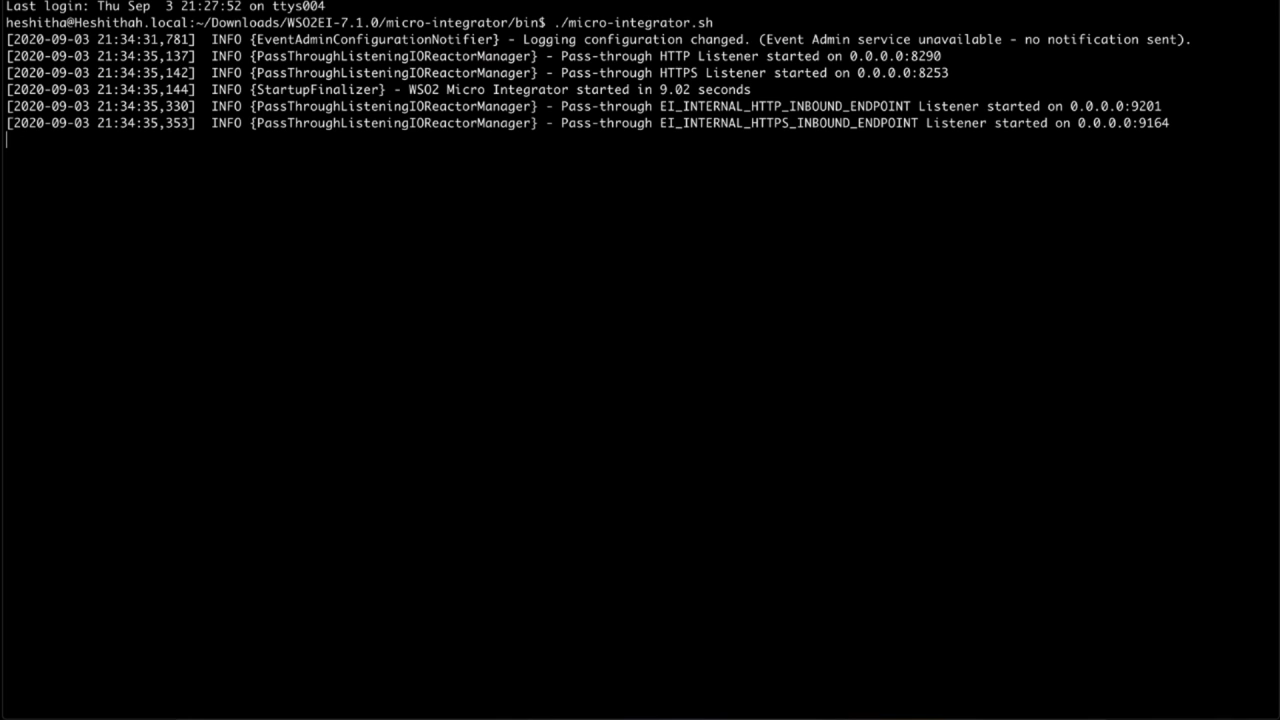 Last login: Thu Sep  3 21:27:52 on ttys004
heshitha@Heshithah.local:~/Downloads/WSO2EI-7.1.0/micro-integrator/bin$ ./micro-integrator.sh
[2020-09-03 21:34:31,781]  INFO {EventAdminConfigurationNotifier} - Logging configuration changed. (Event Admin service unavailable - no notification sent).
[2020-09-03 21:34:35,137]  INFO {PassThroughListeningIOReactorManager} - Pass-through HTTP Listener started on 0.0.0.0:8290
[2020-09-03 21:34:35,142]  INFO {PassThroughListeningIOReactorManager} - Pass-through HTTPS Listener started on 0.0.0.0:8253
[2020-09-03 21:34:35,144]  INFO {StartupFinalizer} - WSO2 Micro Integrator started in 9.02 seconds
[2020-09-03 21:34:35,330]  INFO {PassThroughListeningIOReactorManager} - Pass-through EI_INTERNAL_HTTP_INBOUND_ENDPOINT Listener started on 0.0.0.0:9201
[2020-09-03 21:34:35,353]  INFO {PassThroughListeningIOReactorManager} - Pass-through EI_INTERNAL_HTTPS_INBOUND_ENDPOINT Listener started on 0.0.0.0:9164